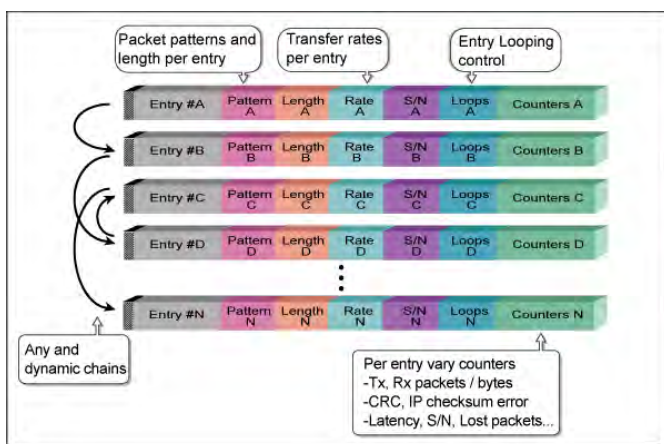 Packet patterns and
length per entry
Transfer rates
per entry
Entry Looping
control
Entry #A Pattern A Length A Rate A S/N A Loops A Counters A
Entry #B Pattern B Length B Rate B S/N B Loops B Counters B
Entry #C Pattern C Length C Rate C S/N C Loops C Counters C
Entry #D Pattern D Length D Rate D S/N D Loops D Counters D
Entry #N Pattern N Length N Rate N S/N N Loops N Counters N
Any and
dynamic chains
Per entry vary counters
-Tx, Rx packets / bytes
-CRC, IP checksum error
-Latency, S/N, Lost packets...